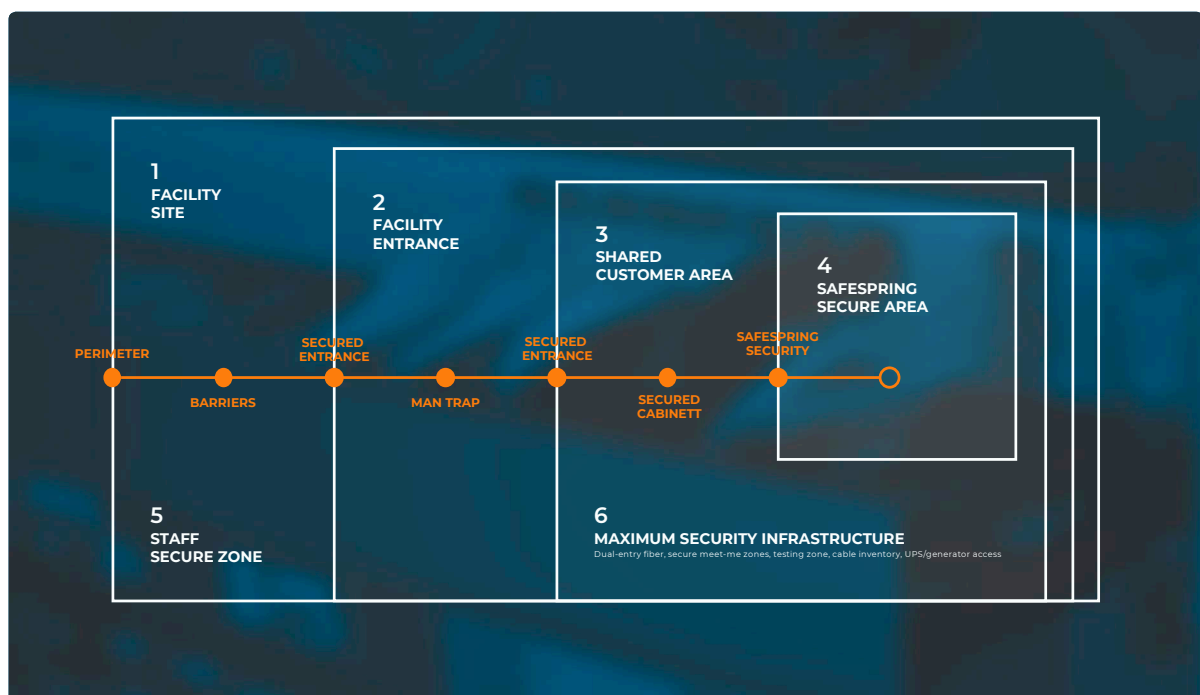 1
FACILITY
SITE
2
FACILITY
ENTRANCE
3
SHARED
CUSTOMER AREA
4
SAFESPRING
SECURE AREA
PERIMETER
BARRIERS
SECURED
ENTRANCE
MAN TRAP
SECURED
ENTRANCE
SECURED
CABINETT
SAFESPRING
SECURITY
5
STAFF
SECURE ZONE
6
MAXIMUM SECURITY INFRASTRUCTURE
Dual-entry fiber, secure meet-me zones, testing zone, cable inventory, UPS/generator access